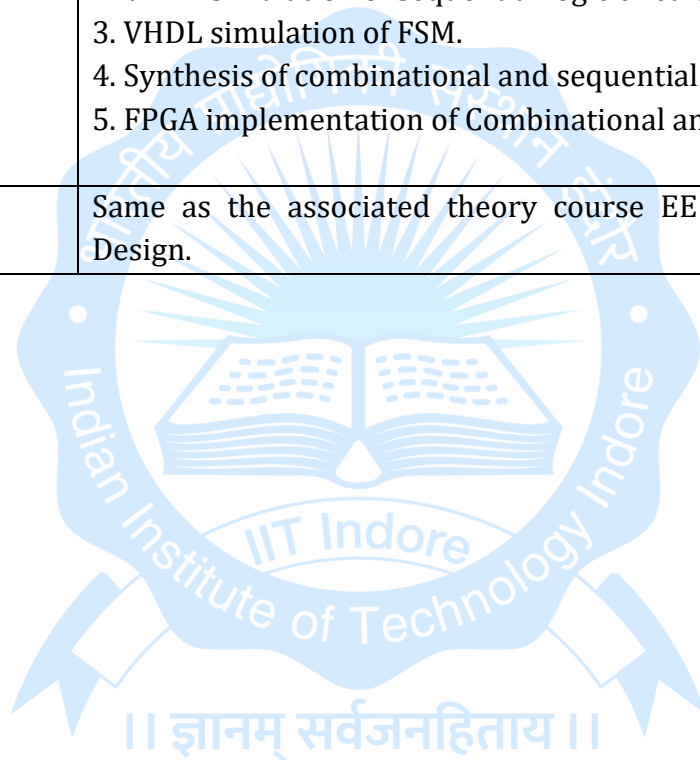 3. VHDL simulation of FSM.
4. Synthesis of combinational and sequential
5. FPGA implementation of Combinational
Same as the associated theory course EE
Design.
भारतीय प्रौद्योगिकी संस्थान इंदौर
Indian Institute of Technology Indore
IIT Indore
।। ज्ञानम् सर्वजनहिताय ।।